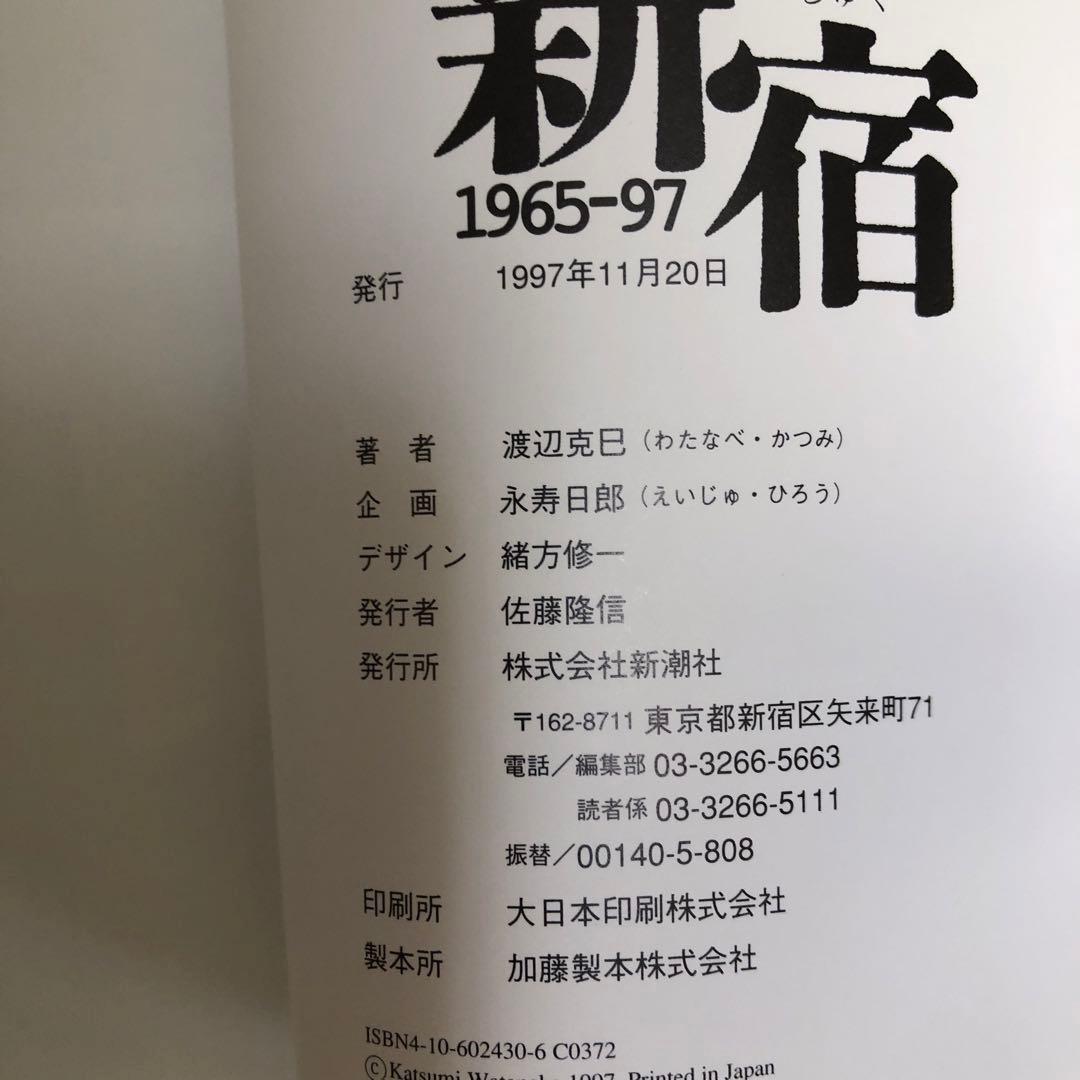 新宿
1965-97
発行 1997年11月20日
著者 渡辺克巳(わたなべ・かつみ)
企画 永寿日郎(えいじゅ・ひろう)
デザイン 緒方修一
発行者 佐藤隆信
発行所 株式会社新潮社
〒162-8711 東京都新宿区矢来町71
電話/編集部 03-3266-5663
読者係 03-3266-5111
振替/00140-5-808
印刷所 大日本印刷株式会社
製本所 加藤製本株式会社
ISBN4-10-602430-6 C0372
©Katsumi Watanabe 1997, Printed in Japan